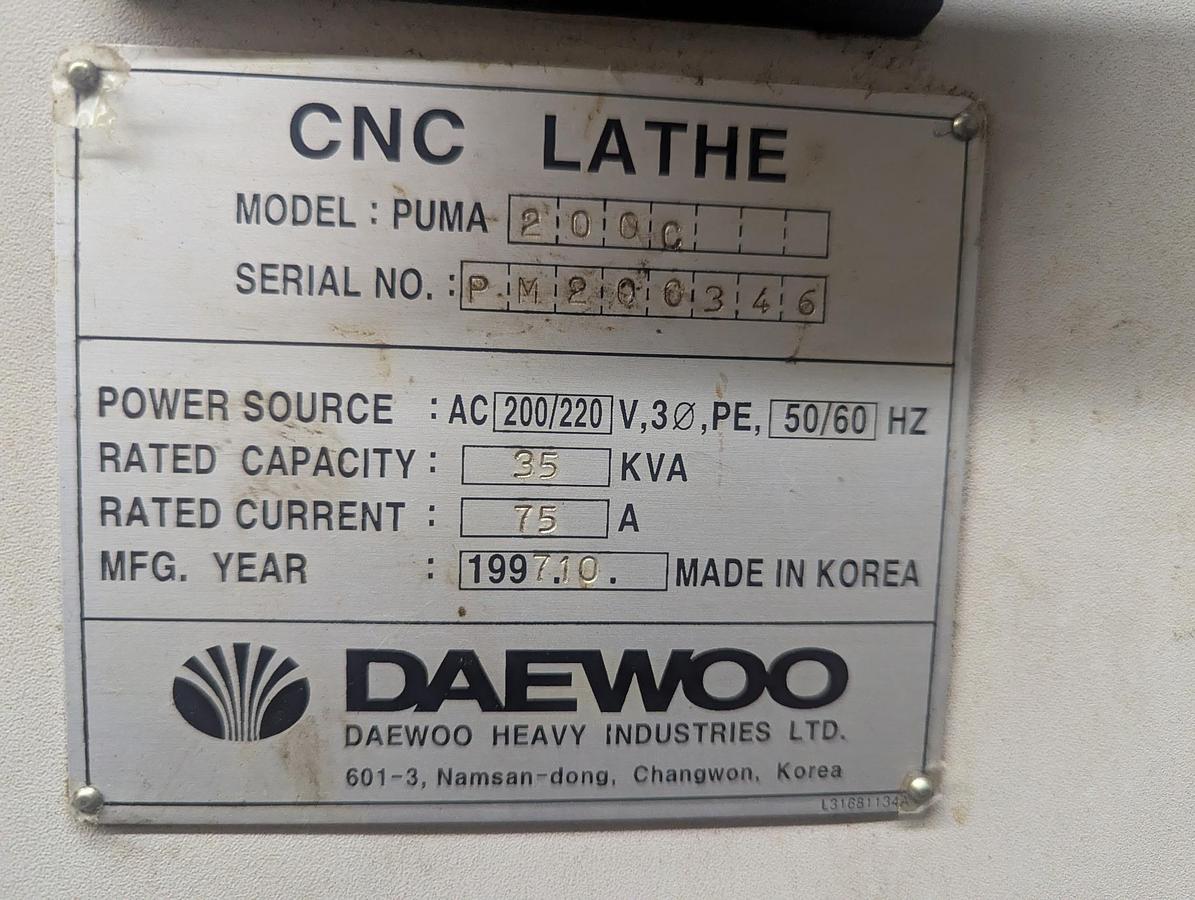 CNC LATHE
MODEL : PUMA 200C
SERIAL NO. : PM200346
POWER SOURCE : AC 200/220 V, 3Ø, PE, 50/60 HZ
RATED CAPACITY : 35 KVA
RATED CURRENT : 75 A
MFG. YEAR : 1997.10. MADE IN KOREA
DAEWOO
DAEWOO HEAVY INDUSTRIES LTD.
601-3, Namsan-dong, Changwon, Korea